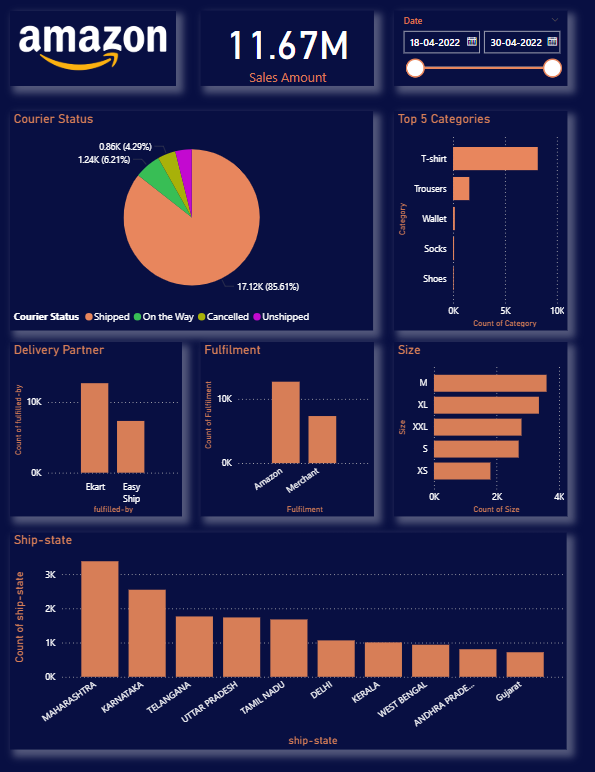 amazon
11.67M
Sales Amount
Date
18-04-2022
30-04-2022
Courier Status
0.86K (4.29%)
1.24K (6.21%)
17.12K (85.61%)
Courier Status Shipped On the Way Cancelled Unshipped
Top 5 Categories
Category
T-shirt
Trousers
Wallet
Socks
Shoes
0K 5K 10K
Count of Category
Delivery Partner
Count of fulfilled-by
10K
0K
Ekart
Easy
Ship
fulfilled-by
Fulfilment
Count of Fulfilment
10K
0K
Amazon
Merchant
Fulfilment
Size
Size
M
XL
XXL
S
XS
0K 2K 4K
Count of Size
Ship-state
Count of ship-state
3K
2K
1K
0K
MAHARASHTRA
KARNATAKA
TELANGANA
UTTAR PRADESH
TAMIL NADU
DELHI
KERALA
WEST BENGAL
ANDHRA PRADE...
Gujarat
ship-state